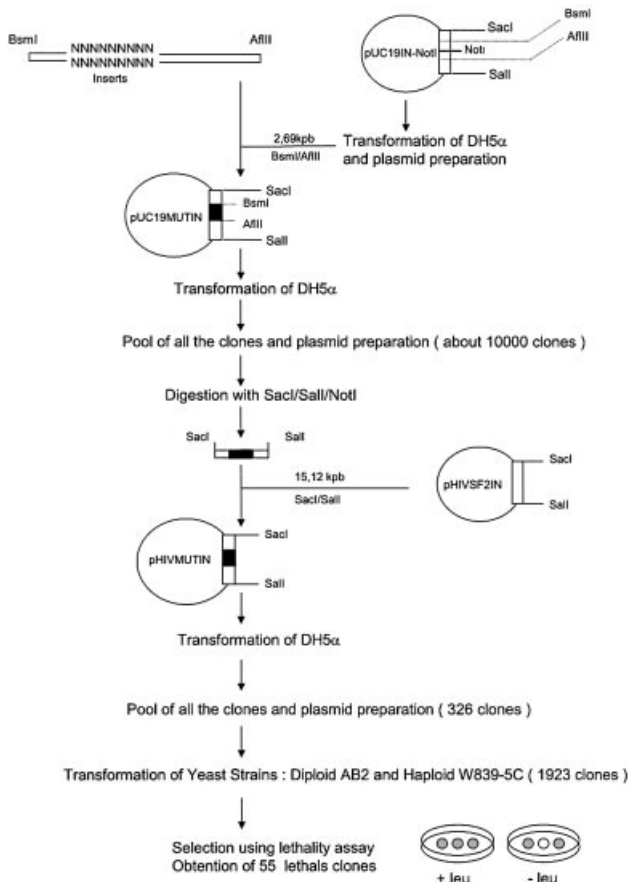 BsmI
NNNNNNNNN
NNNNNNNNN
Inserts
AflII
pUC19IN-NotI
SacI
BsmI
AflII
NotI
SalI
2,69kpb
BsmI/AflII
Transformation of DH5α
and plasmid preparation
pUC19MUTIN
SacI
BsmI
AflII
SalI
Transformation of DH5α
Pool of all the clones and plasmid preparation ( about 10000 clones )
Digestion with SacI/SalI/NotI
SacI
SalI
15,12 kpb
SacI/SalI
pHIVSF2IN
SacI
SalI
pHIVMUTIN
SacI
SalI
Transformation of DH5α
Pool of all the clones and plasmid preparation ( 326 clones )
Transformation of Yeast Strains : Diploid AB2 and Haploid W839-5C ( 1923 clones )
Selection using lethality assay
Obtention of 55 lethals clones
+ leu
- leu